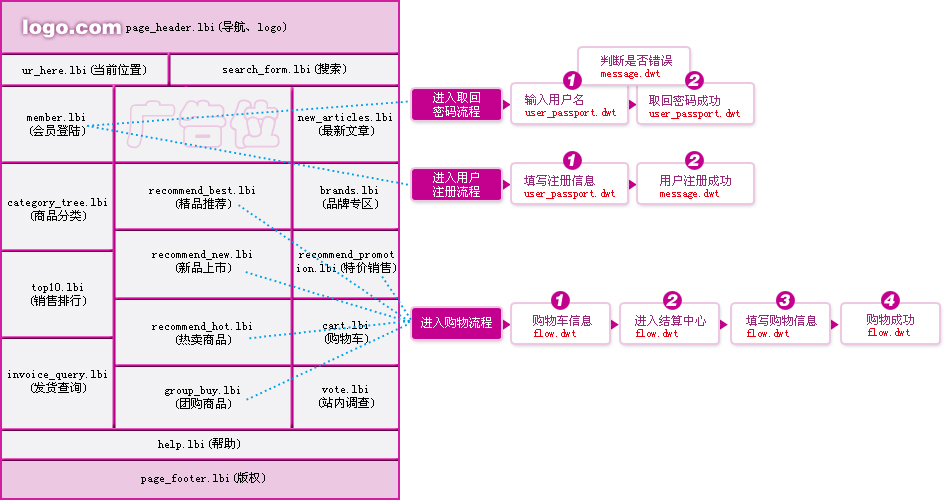 logo.com
page_header.lbi (导航、logo)
ur_here.lbi (当前位置)
search_form.lbi (搜索)
member.lbi
(会员登陆)
广告位
new_articles.lbi
(最新文章)
category_tree.lbi
(商品分类)
recommend_best.lbi
(精品推荐)
brands.lbi
(品牌专区)
recommend_new.lbi
(新品上市)
recommend_promot
ion.lbi (特价销售)
top10.lbi
(销售排行)
recommend_hot.lbi
(热卖商品)
cart.lbi
(购物车)
invoice_query.lbi
(发货查询)
group_buy.lbi
(团购商品)
vote.lbi
(站内调查)
help.lbi (帮助)
page_footer.lbi (版权)
判断是否错误
message.dwt
进入取回
密码流程
1
输入用户名
user_passport.dwt
2
取回密码成功
user_passport.dwt
进入用户
注册流程
1
填写注册信息
user_passport.dwt
2
用户注册成功
message.dwt
进入购物流程
1
购物车信息
flow.dwt
2
进入结算中心
flow.dwt
3
填写购物信息
flow.dwt
4
购物成功
flow.dwt